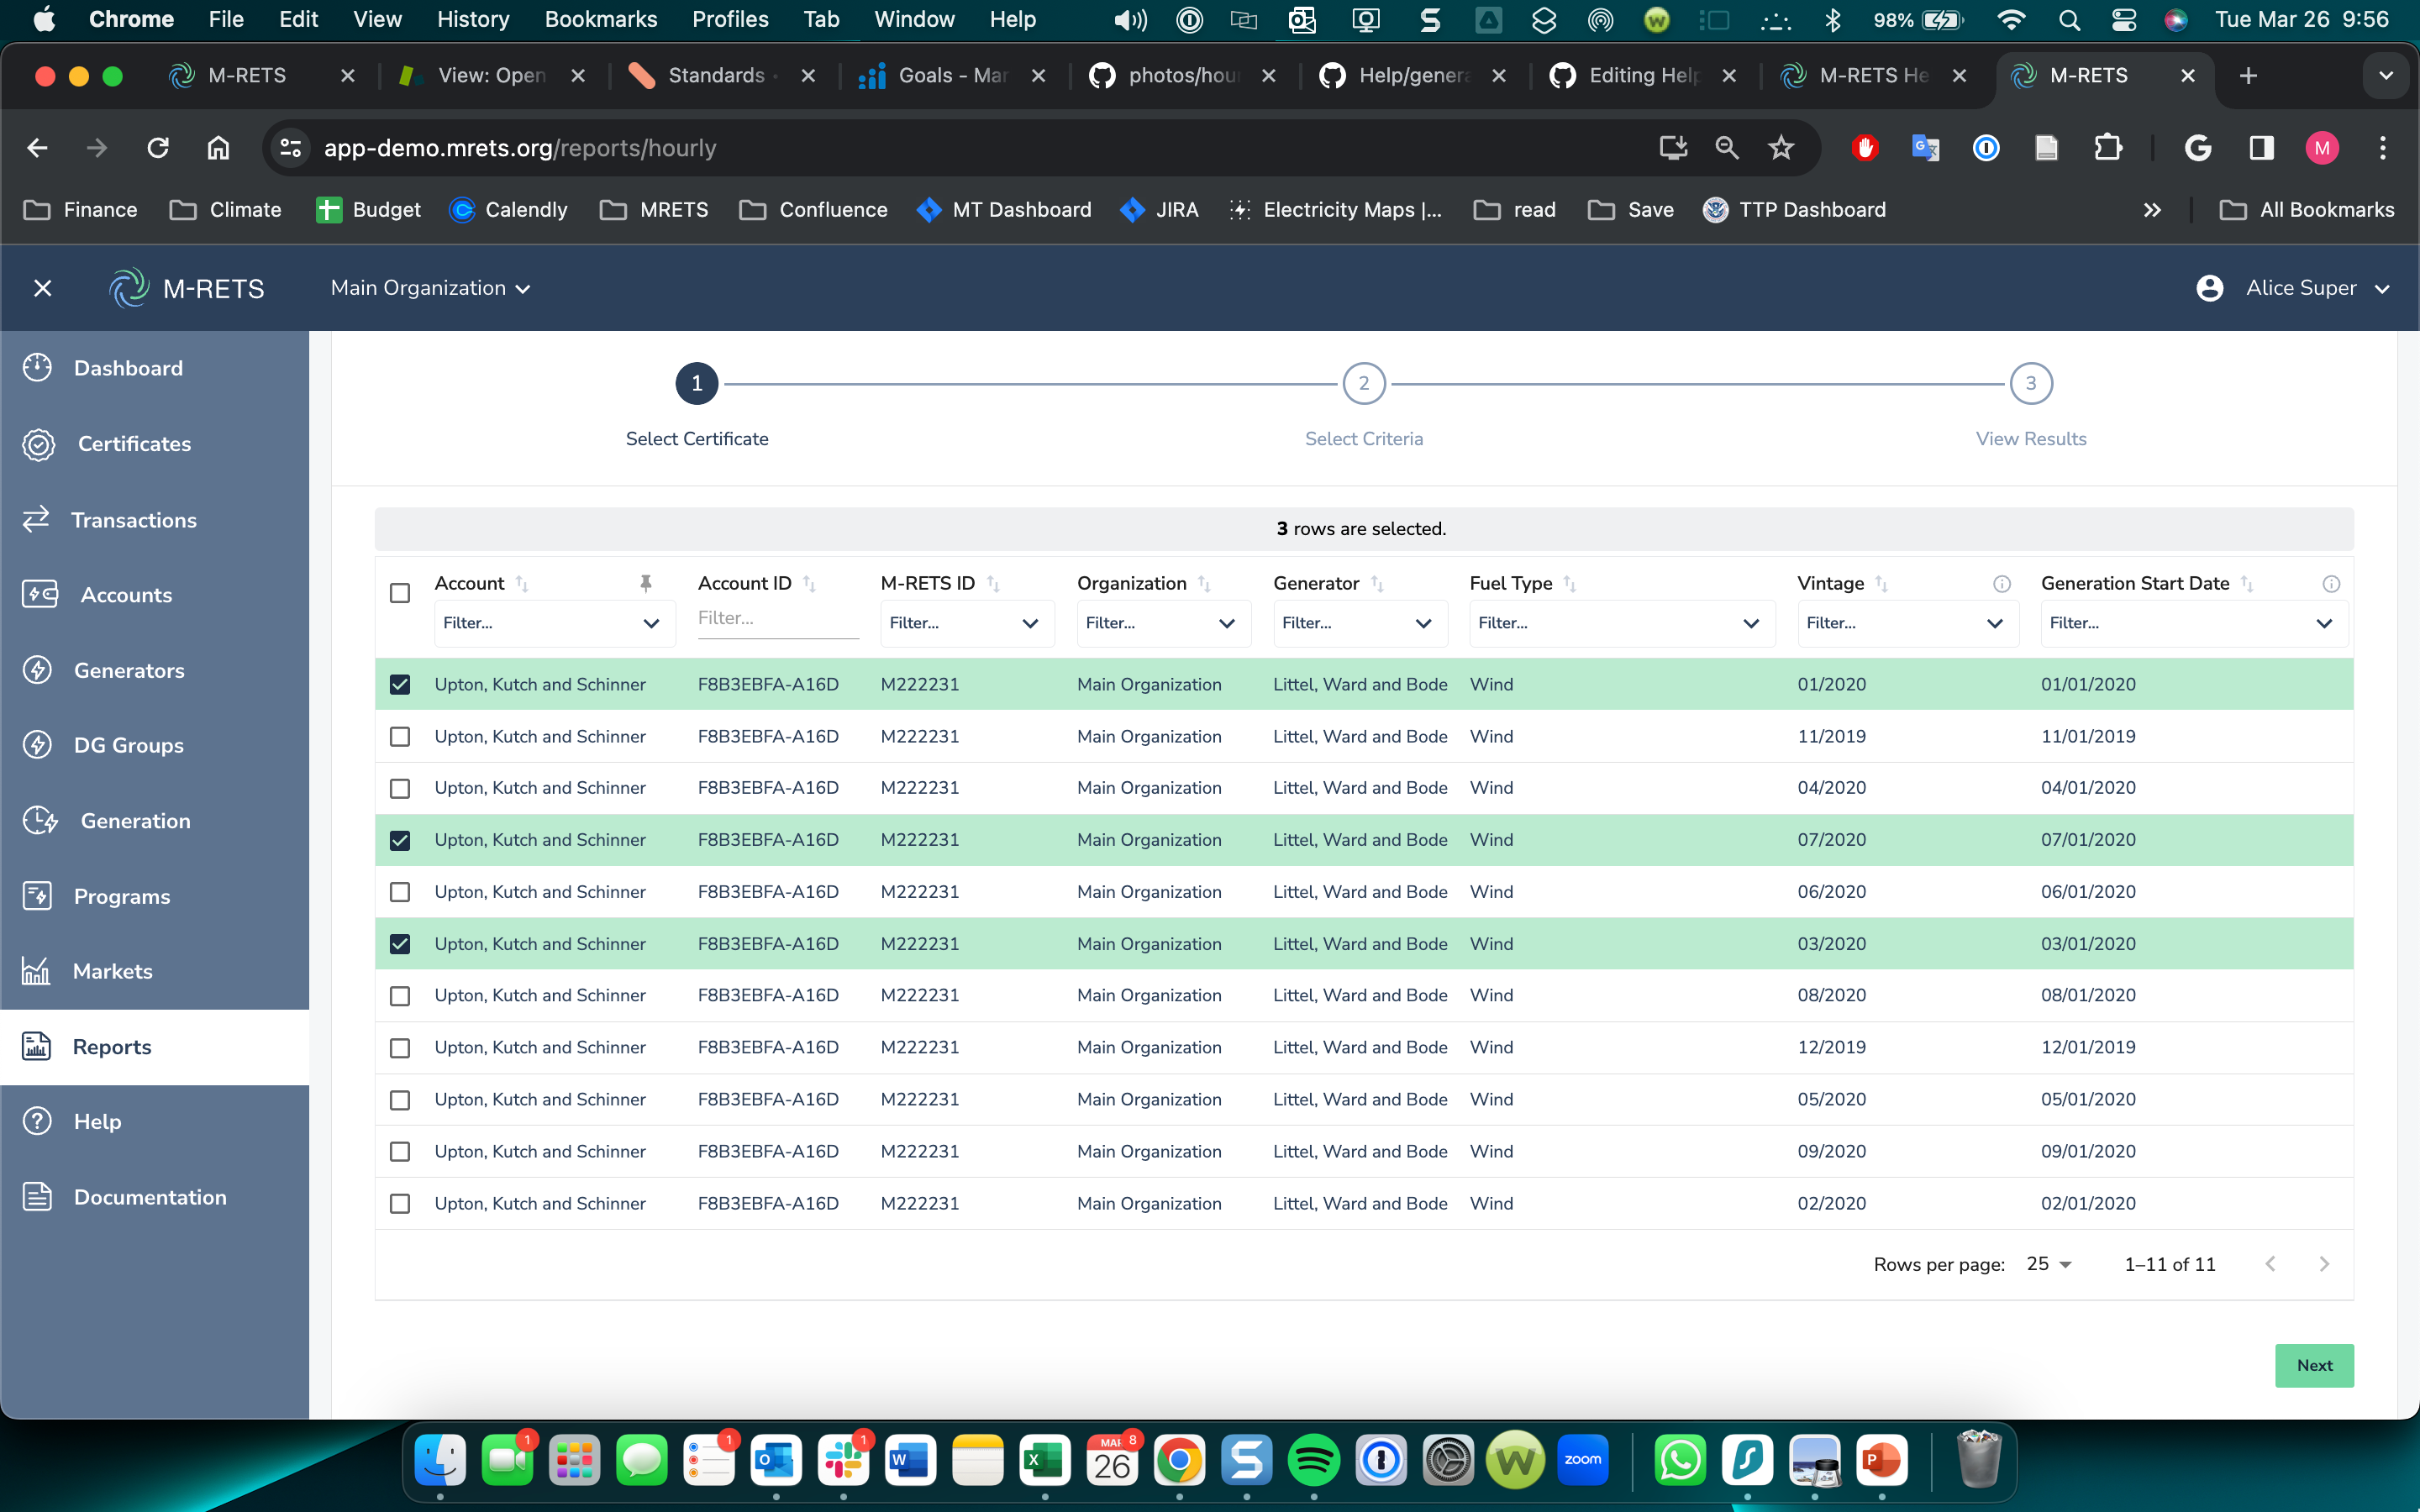 Chrome File Edit View History Bookmarks Profiles Tab Window Help 98% Tue Mar 26 9:56
M-RETS View: Open Standards Goals - Mar photos/hou Help/genera Editing Help M-RETS He M-RETS
app-demo.mrets.org/reports/hourly
Finance Climate Budget Calendly MRETS Confluence MT Dashboard JIRA Electricity Maps |... read Save TTP Dashboard » All Bookmarks
M-RETS Main Organization Alice Super
Dashboard
Certificates
Transactions
Accounts
Generators
DG Groups
Generation
Programs
Markets
Reports
Help
Documentation
1 2 3
Select Certificate Select Criteria View Results
3 rows are selected.
Account Account ID M-RETS ID Organization Generator Fuel Type Vintage Generation Start Date
Filter... Filter... Filter... Filter... Filter... Filter... Filter... Filter...
Upton, Kutch and Schinner F8B3EBFA-A16D M222231 Main Organization Littel, Ward and Bode Wind 01/2020 01/01/2020
Upton, Kutch and Schinner F8B3EBFA-A16D M222231 Main Organization Littel, Ward and Bode Wind 11/2019 11/01/2019
Upton, Kutch and Schinner F8B3EBFA-A16D M222231 Main Organization Littel, Ward and Bode Wind 04/2020 04/01/2020
Upton, Kutch and Schinner F8B3EBFA-A16D M222231 Main Organization Littel, Ward and Bode Wind 07/2020 07/01/2020
Upton, Kutch and Schinner F8B3EBFA-A16D M222231 Main Organization Littel, Ward and Bode Wind 06/2020 06/01/2020
Upton, Kutch and Schinner F8B3EBFA-A16D M222231 Main Organization Littel, Ward and Bode Wind 03/2020 03/01/2020
Upton, Kutch and Schinner F8B3EBFA-A16D M222231 Main Organization Littel, Ward and Bode Wind 08/2020 08/01/2020
Upton, Kutch and Schinner F8B3EBFA-A16D M222231 Main Organization Littel, Ward and Bode Wind 12/2019 12/01/2019
Upton, Kutch and Schinner F8B3EBFA-A16D M222231 Main Organization Littel, Ward and Bode Wind 05/2020 05/01/2020
Upton, Kutch and Schinner F8B3EBFA-A16D M222231 Main Organization Littel, Ward and Bode Wind 09/2020 09/01/2020
Upton, Kutch and Schinner F8B3EBFA-A16D M222231 Main Organization Littel, Ward and Bode Wind 02/2020 02/01/2020
Rows per page: 25 1–11 of 11
Next
1 1 1 MAR 8
26 zoom